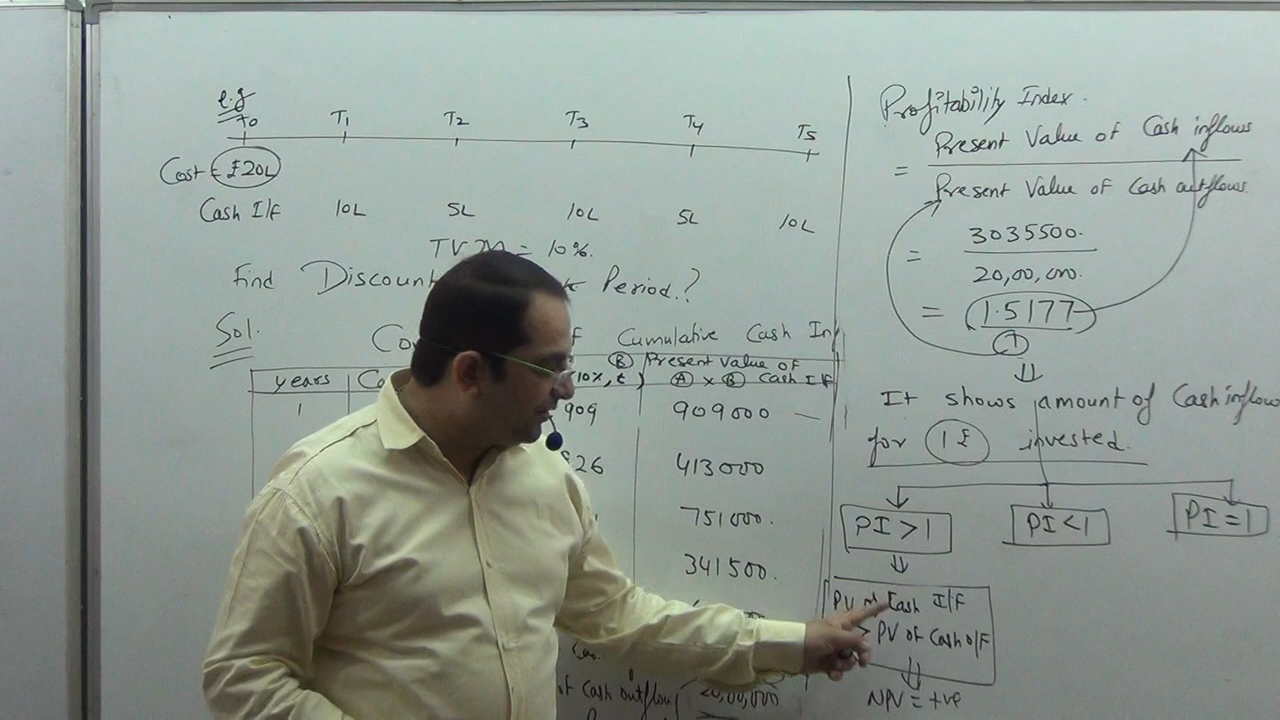 e.g
T0 T1 T2 T3 T4 T5
Cost = £20L
Cash I/F 10L 5L 10L 5L 10L
TVM = 10%.
Find Discount Period.?
Sol.
Cumulative Cash In
years (B) Present Value of
10%, t) (A) x (B) Cash I/F
1 909 909000
826 413000
751000.
341500.
of Cash outflow 20,00,000
Profitability Index.
= Present Value of Cash inflows
Present Value of Cash outflows
= 3035500.
20,00,000.
= 1.5177
1
It shows amount of Cash inflow
for 1£ invested.
PI > 1 PI < 1 PI = 1
PV of Cash I/F
> PV of Cash O/F
NPV = +ve